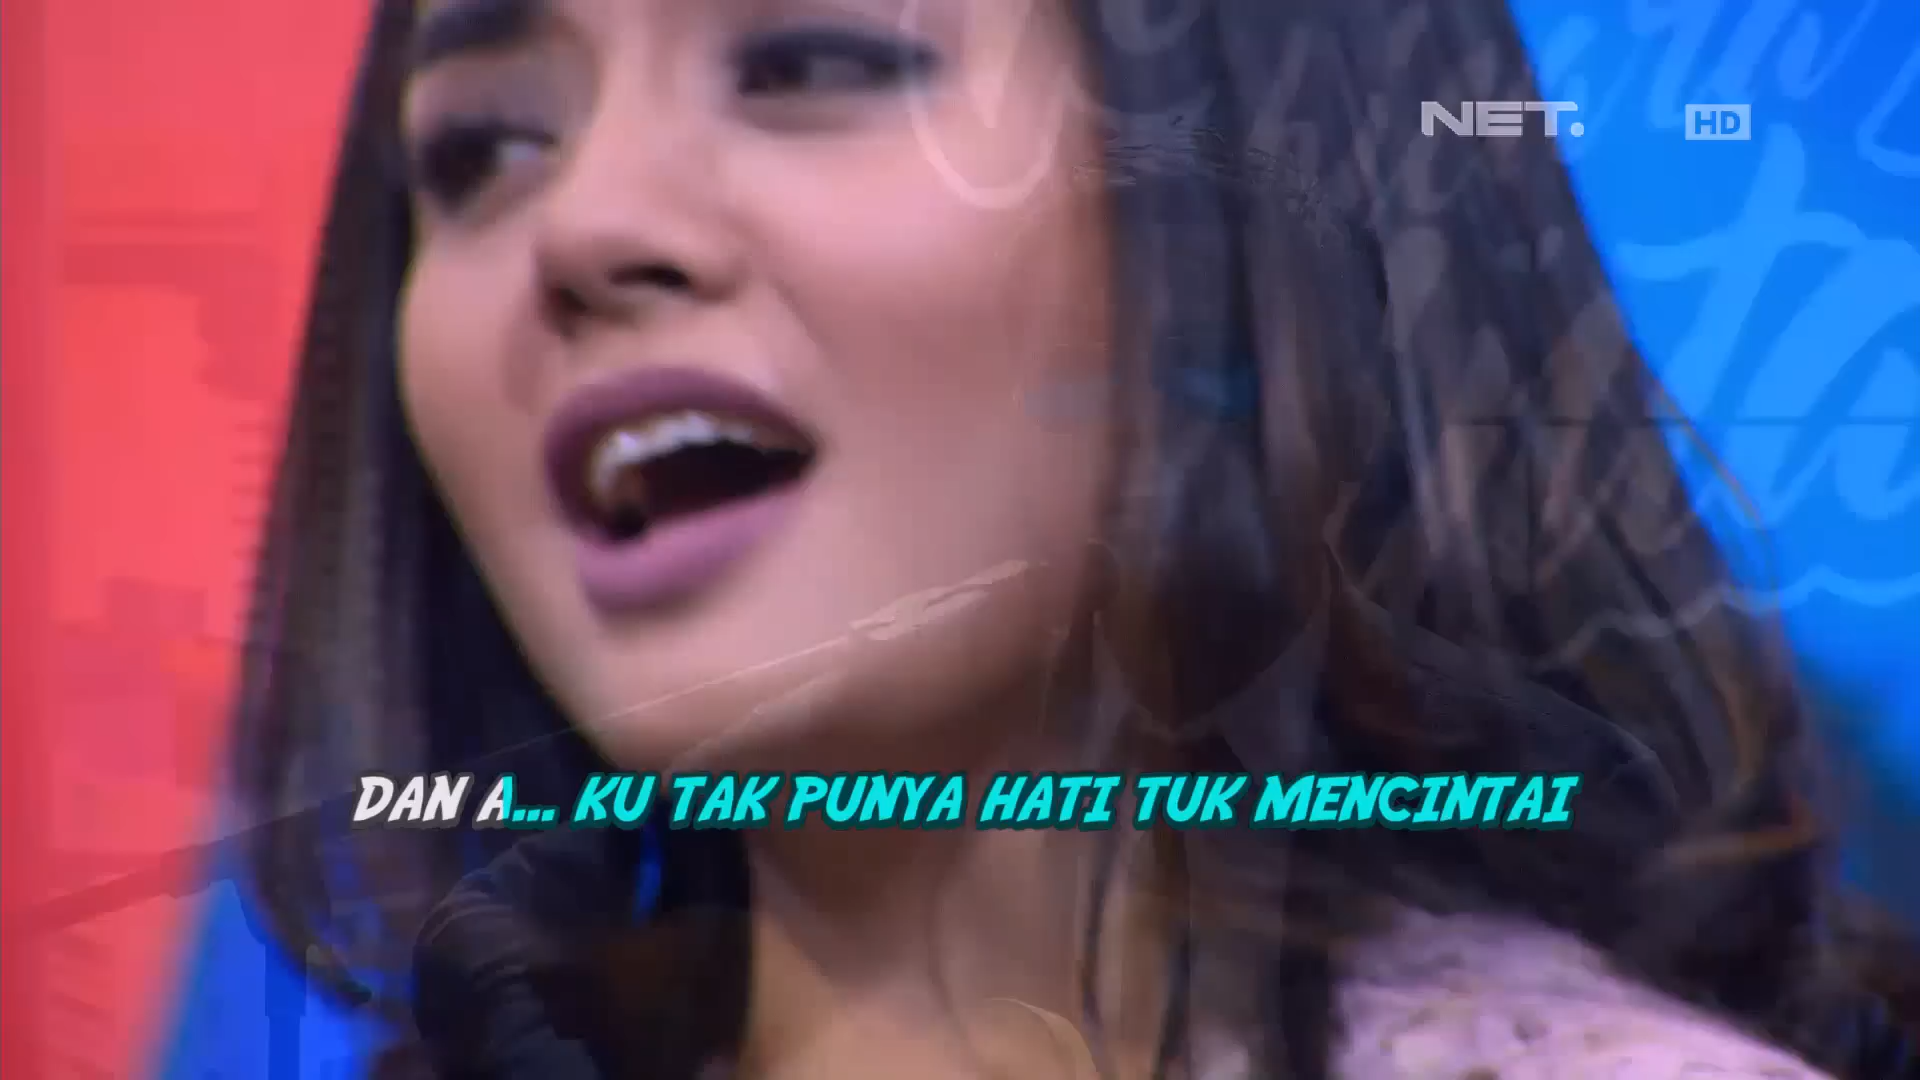 NET.
HD
DAN A... KU TAK PUNYA HATI TUK MENCINTAI